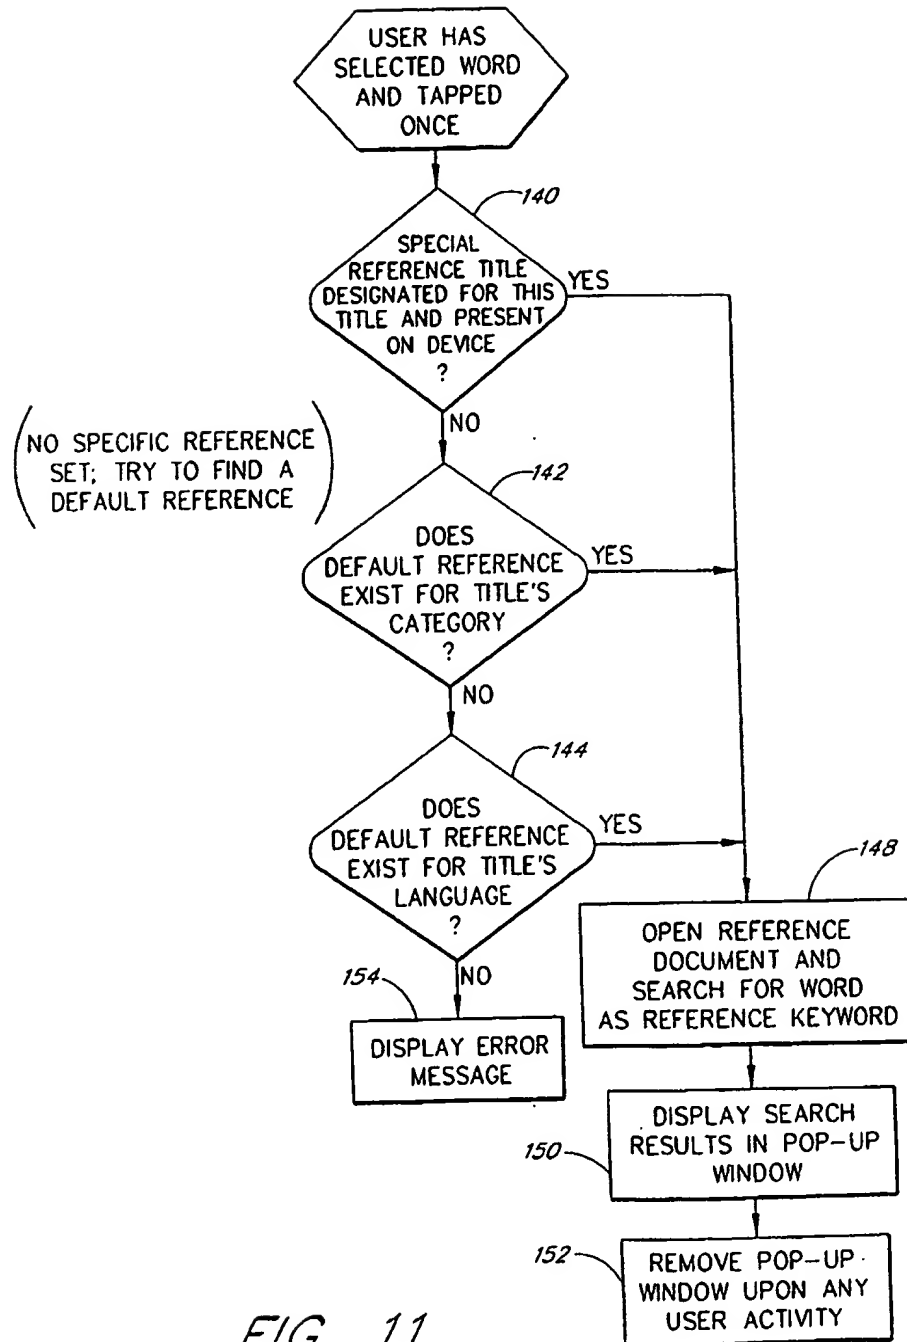 USER HAS
SELECTED WORD
AND TAPPED
ONCE
140
SPECIAL
REFERENCE TITLE
DESIGNATED FOR THIS
TITLE AND PRESENT
ON DEVICE
?
YES
NO
NO SPECIFIC REFERENCE
SET; TRY TO FIND A
DEFAULT REFERENCE
142
DOES
DEFAULT REFERENCE
EXIST FOR TITLE'S
CATEGORY
?
YES
NO
144
DOES
DEFAULT REFERENCE
EXIST FOR TITLE'S
LANGUAGE
?
YES
NO
154
DISPLAY ERROR
MESSAGE
148
OPEN REFERENCE
DOCUMENT AND
SEARCH FOR WORD
AS REFERENCE KEYWORD
150
DISPLAY SEARCH
RESULTS IN POP-UP
WINDOW
152
REMOVE POP-UP
WINDOW UPON ANY
USER ACTIVITY
FIG. 11